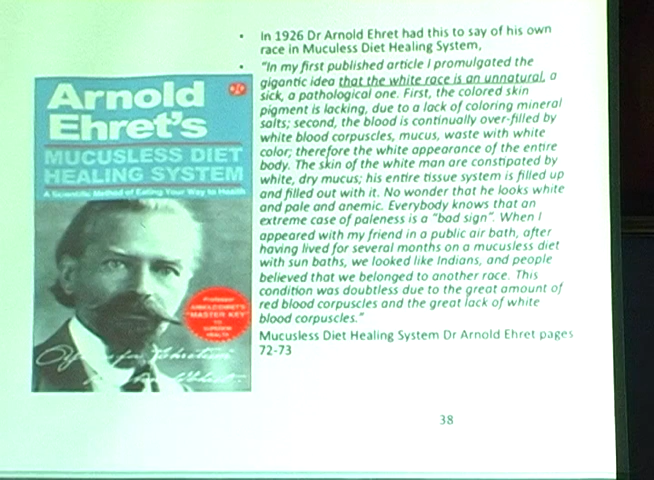 In 1926 Dr Arnold Ehret had this to say of his own
race in Muculess Diet Healing System,
"In my first published article I promulgated the
gigantic idea that the white race is an unnatural, a
sick, a pathological one. First, the colored skin
pigment is lacking, due to a lack of coloring mineral
salts; second, the blood is continually over-filled by
white blood corpuscles, mucus, waste with white
color; therefore the white appearance of the entire
body. The skin of the white man are constipated by
white, dry mucus; his entire tissue system is filled up
and filled out with it. No wonder that he looks white
and pale and anemic. Everybody knows that an
extreme case of paleness is a "bad sign". When I
appeared with my friend in a public air bath, after
having lived for several months on a mucusless diet
with sun baths, we looked like Indians, and people
believed that we belonged to another race. This
condition was doubtless due to the great amount of
red blood corpuscles and the great lack of white
blood corpuscles."
Mucusless Diet Healing System Dr Arnold Ehret pages
72-73
38
Arnold
Ehret's
MUCUSLESS DIET
HEALING SYSTEM
A Scientific Method of Eating Your Way to Health
Professor
"MASTER KEY"
TO
SUPERIOR
HEALTH